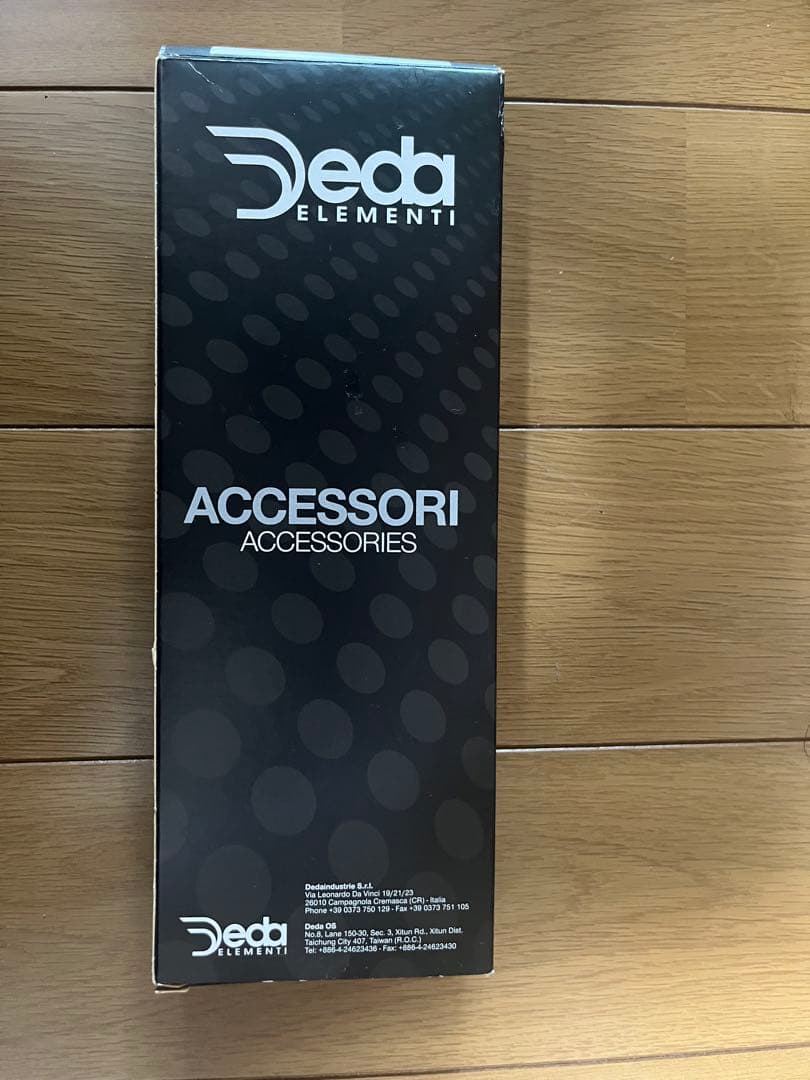 Deda
ELEMENTI
ACCESSORI
ACCESSORIES
Dedaindustrie S.r.l.
Via Leonardo Da Vinci 19/21/23
26010 Campagnola Cremasca (CR) - Italia
Phone +39 0373 750 129 - Fax +39 0373 751 105
Deda
ELEMENTI
Deda OS
No.8, Lane 150-30, Sec. 3, Xitun Rd., Xitun Dist.
Taichung City 407, Taiwan (R.O.C.)
Tel: +886-4-24623436 - Fax: +886-4-24623430